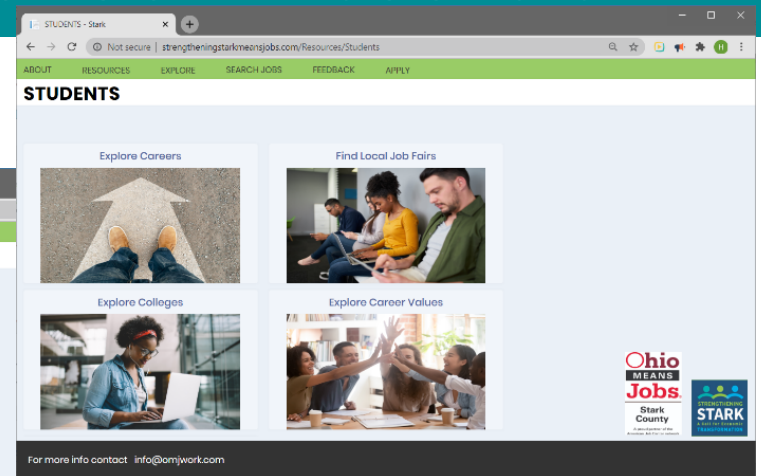 STUDENTS - Stark
Not secure | strengtheningstarkmeansjobs.com/Resources/Students
H
ABOUT RESOURCES EXPLORE SEARCH JOBS FEEDBACK APPLY
STUDENTS
Explore Careers Find Local Job Fairs
Explore Colleges Explore Career Values
Ohio
MEANS
Jobs.
Stark
County
STRENGTHENING
STARK
TRANSFORMATION
For more info contact info@omjwork.com